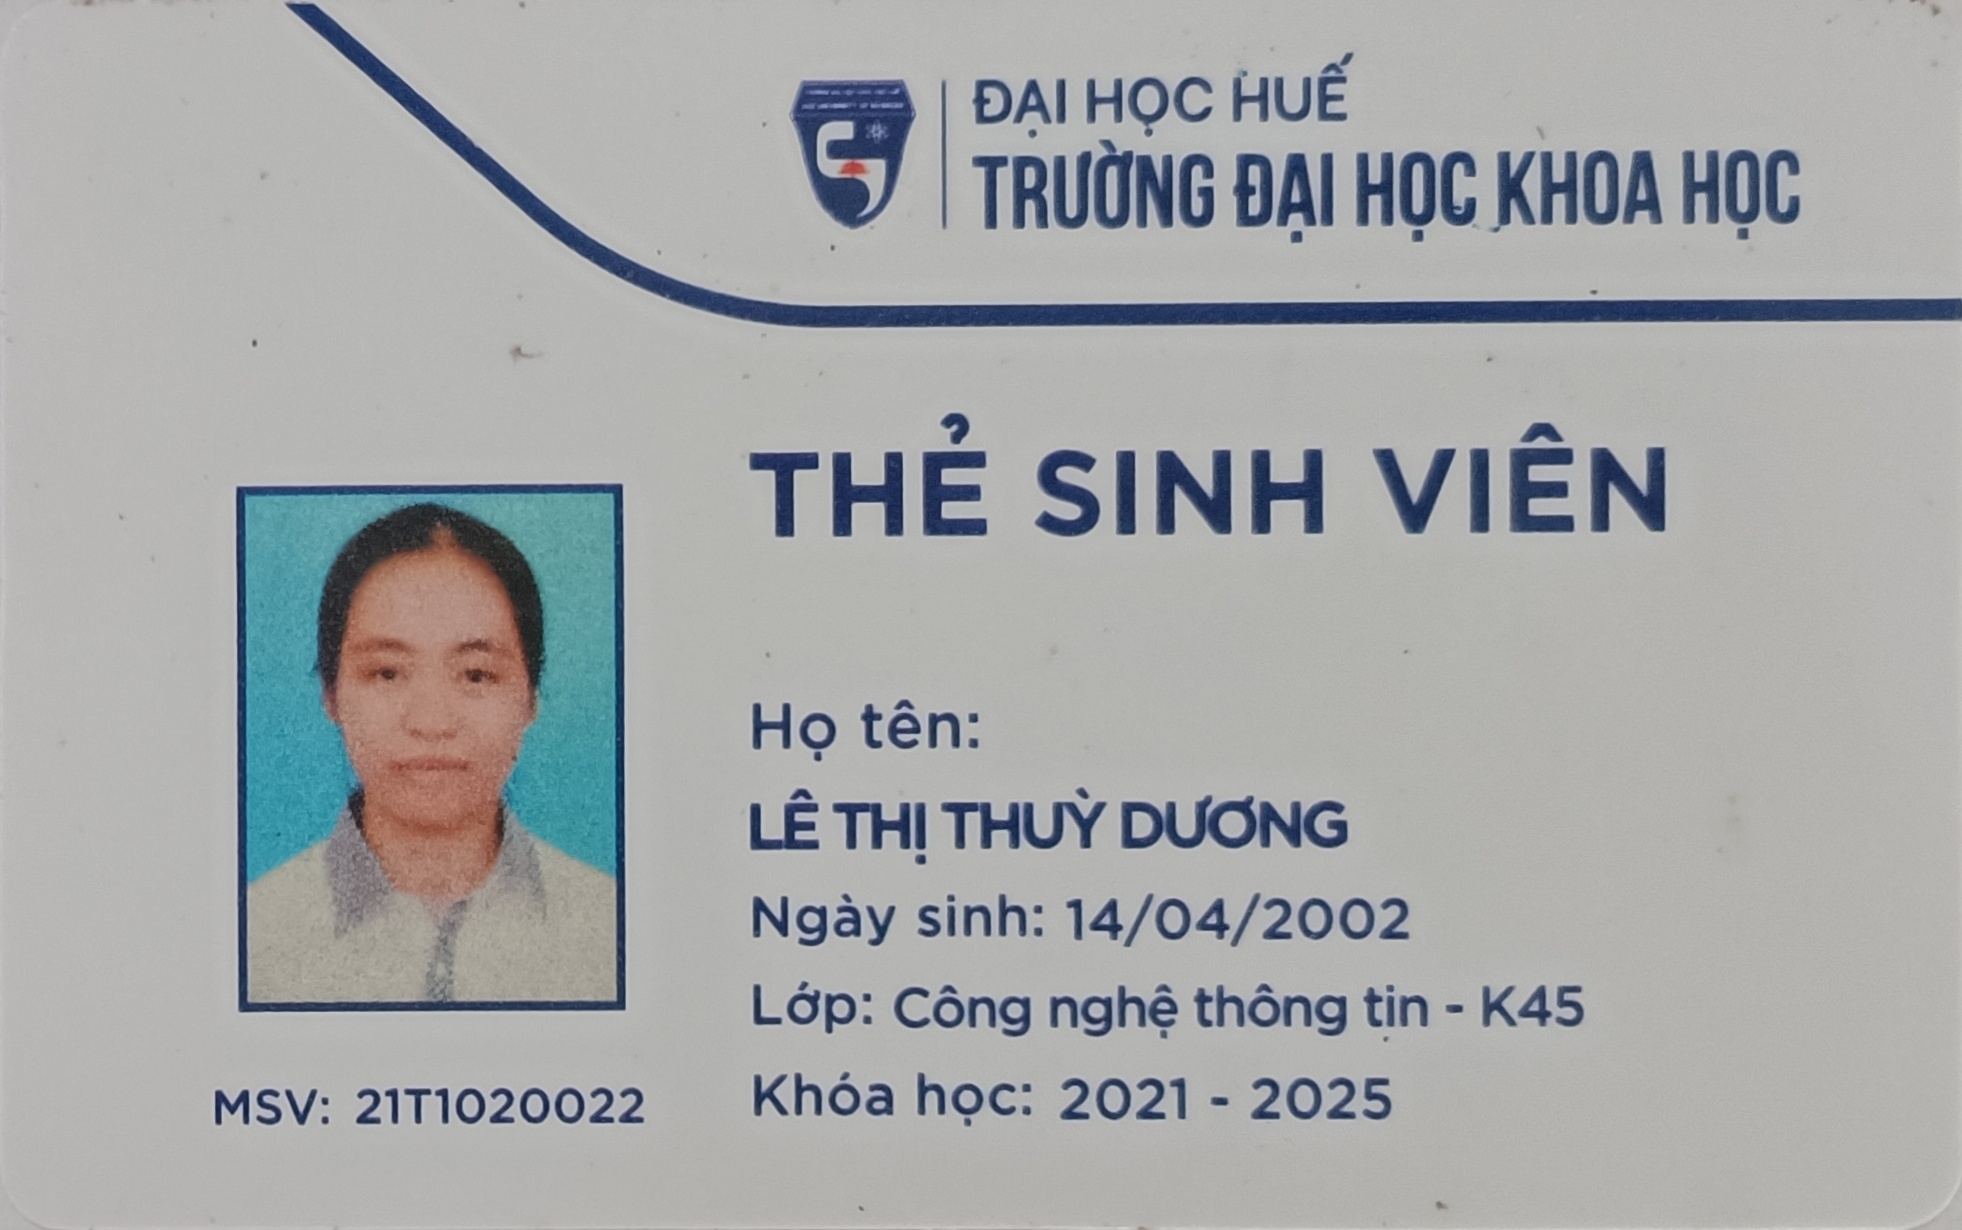 ĐẠI HỌC HUẾ
TRƯỜNG ĐẠI HỌC KHOA HỌC
THẺ SINH VIÊN
Họ tên:
LÊ THỊ THUỲ DƯƠNG
Ngày sinh: 14/04/2002
Lớp: Công nghệ thông tin - K45
Khóa học: 2021 - 2025
MSV: 21T1020022